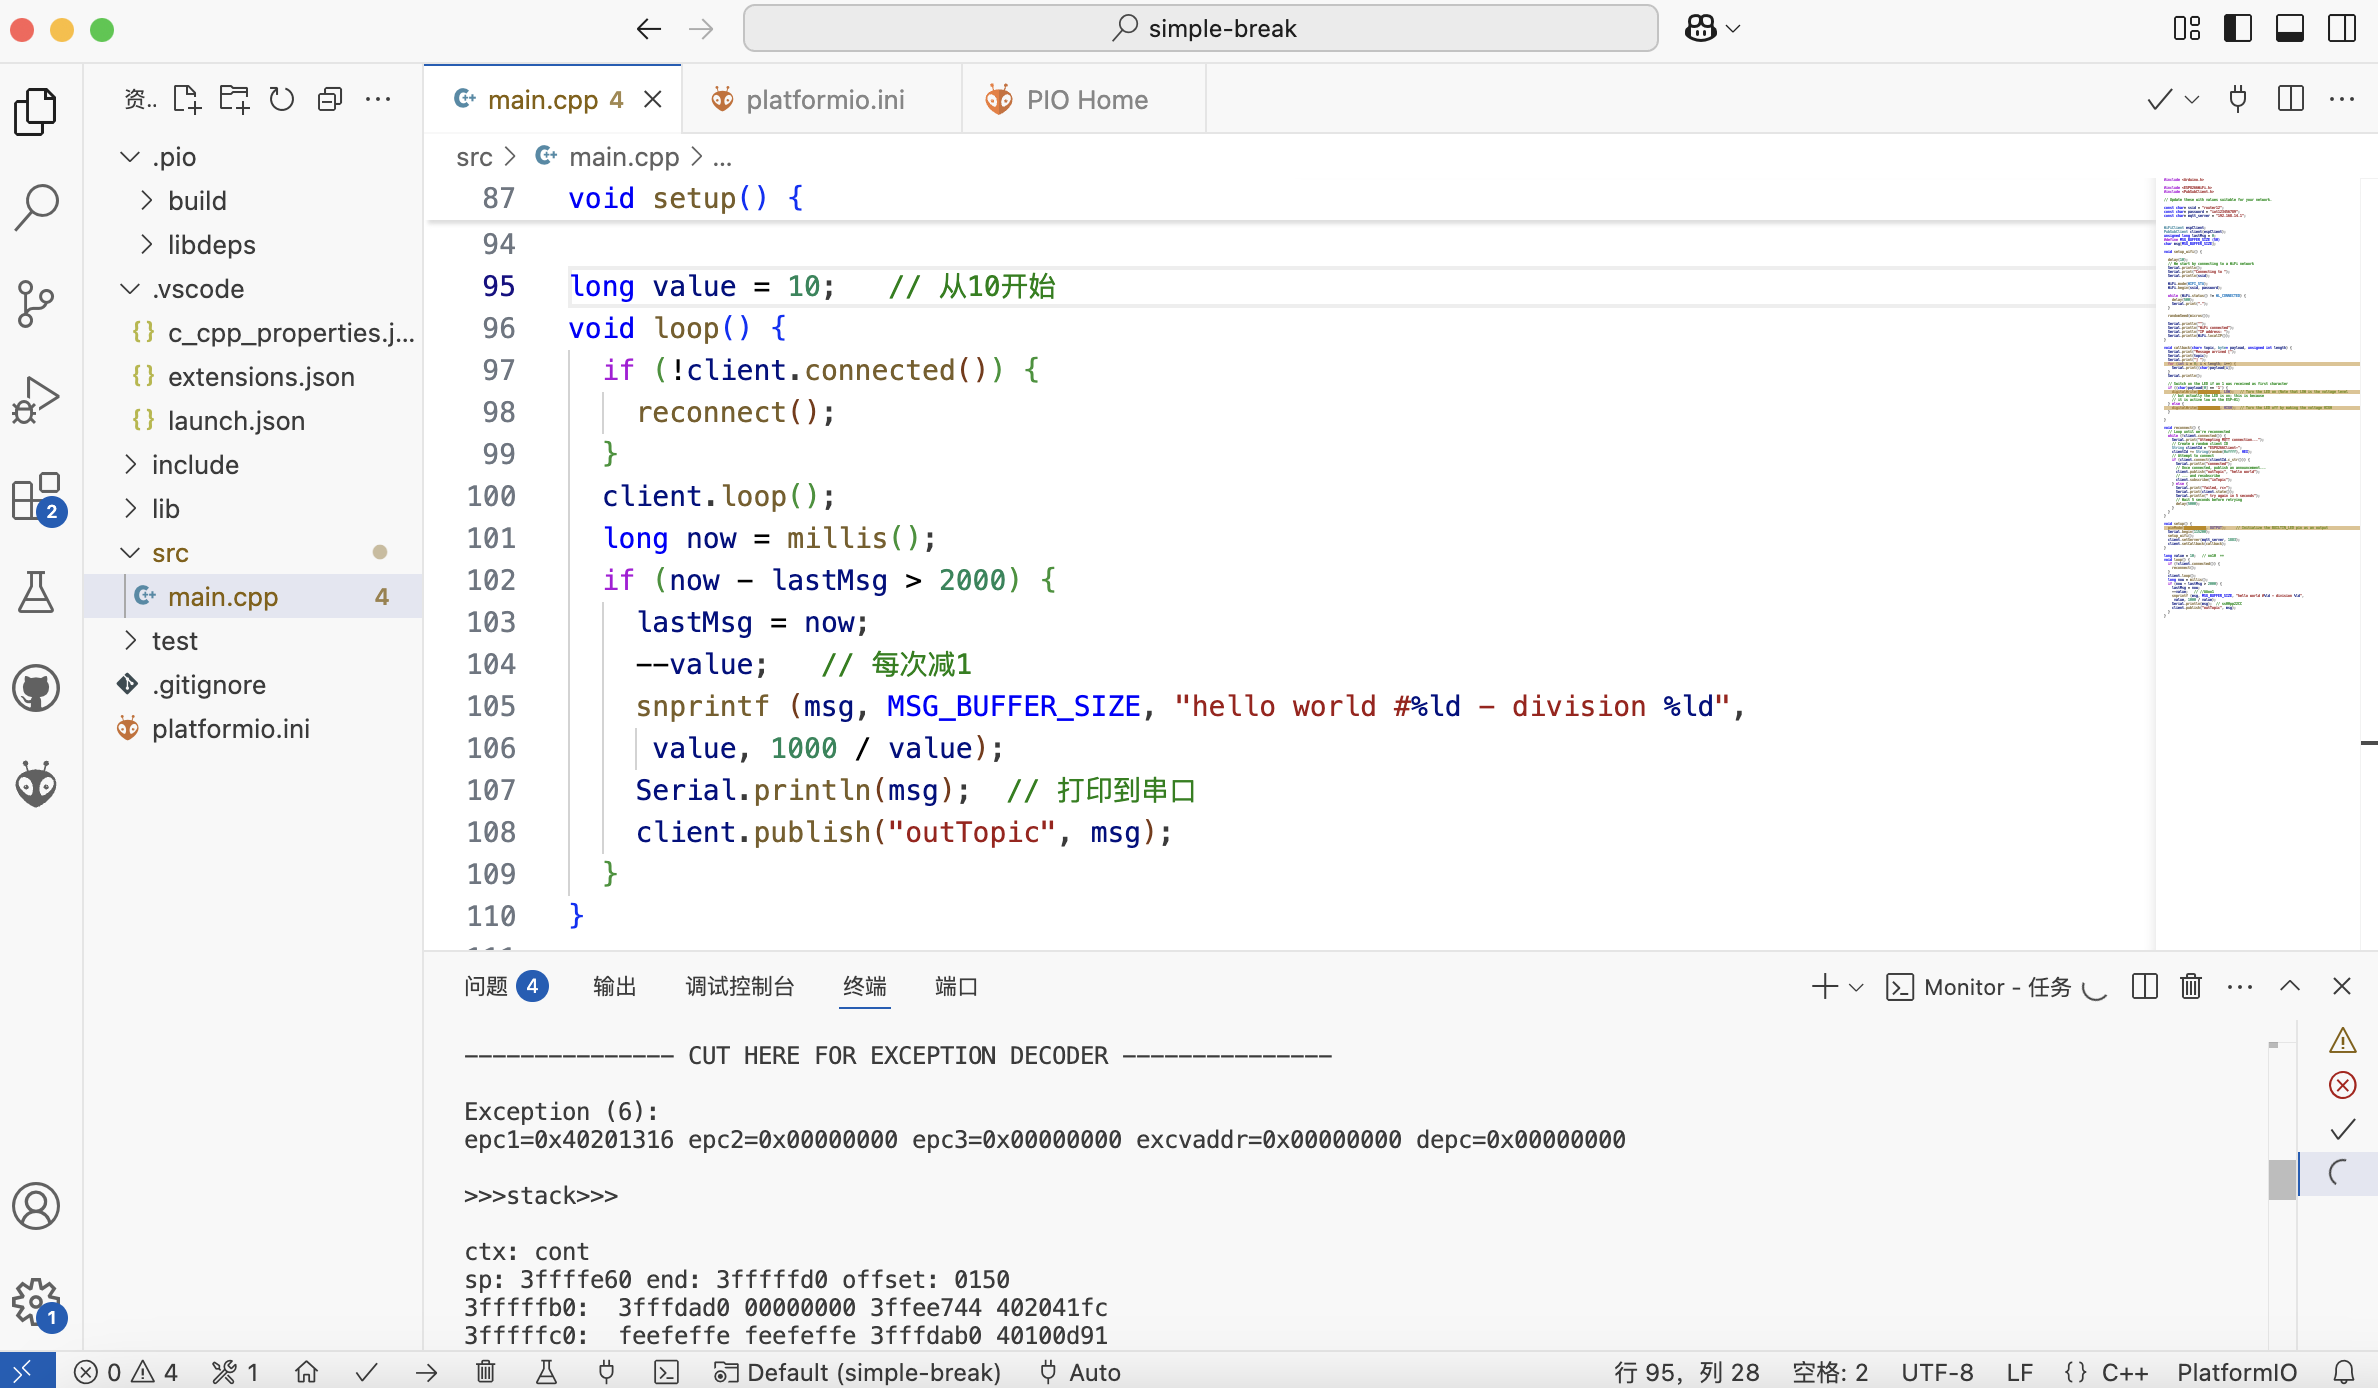 simple-break
资..
main.cpp 4
platformio.ini
PIO Home
.pio
build
libdeps
.vscode
c_cpp_properties.j...
extensions.json
launch.json
include
lib
src
main.cpp 4
test
.gitignore
platformio.ini
2
1
src > main.cpp > ...
87 void setup() {
94
95 long value = 10;   // 从10开始
96 void loop() {
97   if (!client.connected()) {
98     reconnect();
99   }
100   client.loop();
101   long now = millis();
102   if (now - lastMsg > 2000) {
103     lastMsg = now;
104     --value;   // 每次减1
105     snprintf (msg, MSG_BUFFER_SIZE, "hello world #%ld - division %ld",
106      value, 1000 / value);
107     Serial.println(msg);  // 打印到串口
108     client.publish("outTopic", msg);
109   }
110 }
问题 4 输出 调试控制台 终端 端口
Monitor - 任务
--------------- CUT HERE FOR EXCEPTION DECODER ---------------
Exception (6):
epc1=0x40201316 epc2=0x00000000 epc3=0x00000000 excvaddr=0x00000000 depc=0x00000000
>>>stack>>>
ctx: cont
sp: 3ffffe60 end: 3fffffd0 offset: 0150
3fffffb0:  3fffdad0 00000000 3ffee744 402041fc
3fffffc0:  feefeffe feefeffe 3fffdab0 40100d91
0 4 1 Default (simple-break) Auto 行 95，列 28 空格: 2 UTF-8 LF {} C++ PlatformIO